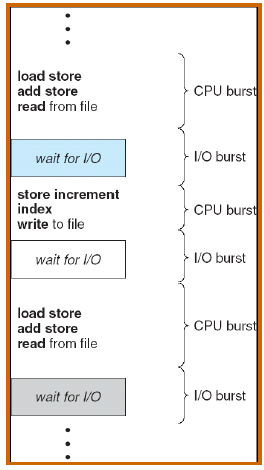 load store
add store
read from file
CPU burst
wait for I/O
I/O burst
store increment
index
write to file
CPU burst
wait for I/O
I/O burst
load store
add store
read from file
CPU burst
wait for I/O
I/O burst